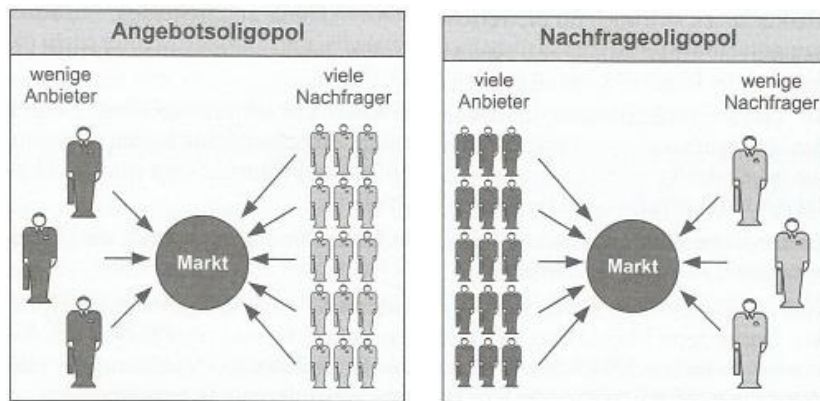 Angebotsoligopol
wenige
Anbieter
viele
Nachfrager
Markt
Nachfrageoligopol
viele
Anbieter
wenige
Nachfrager
Markt